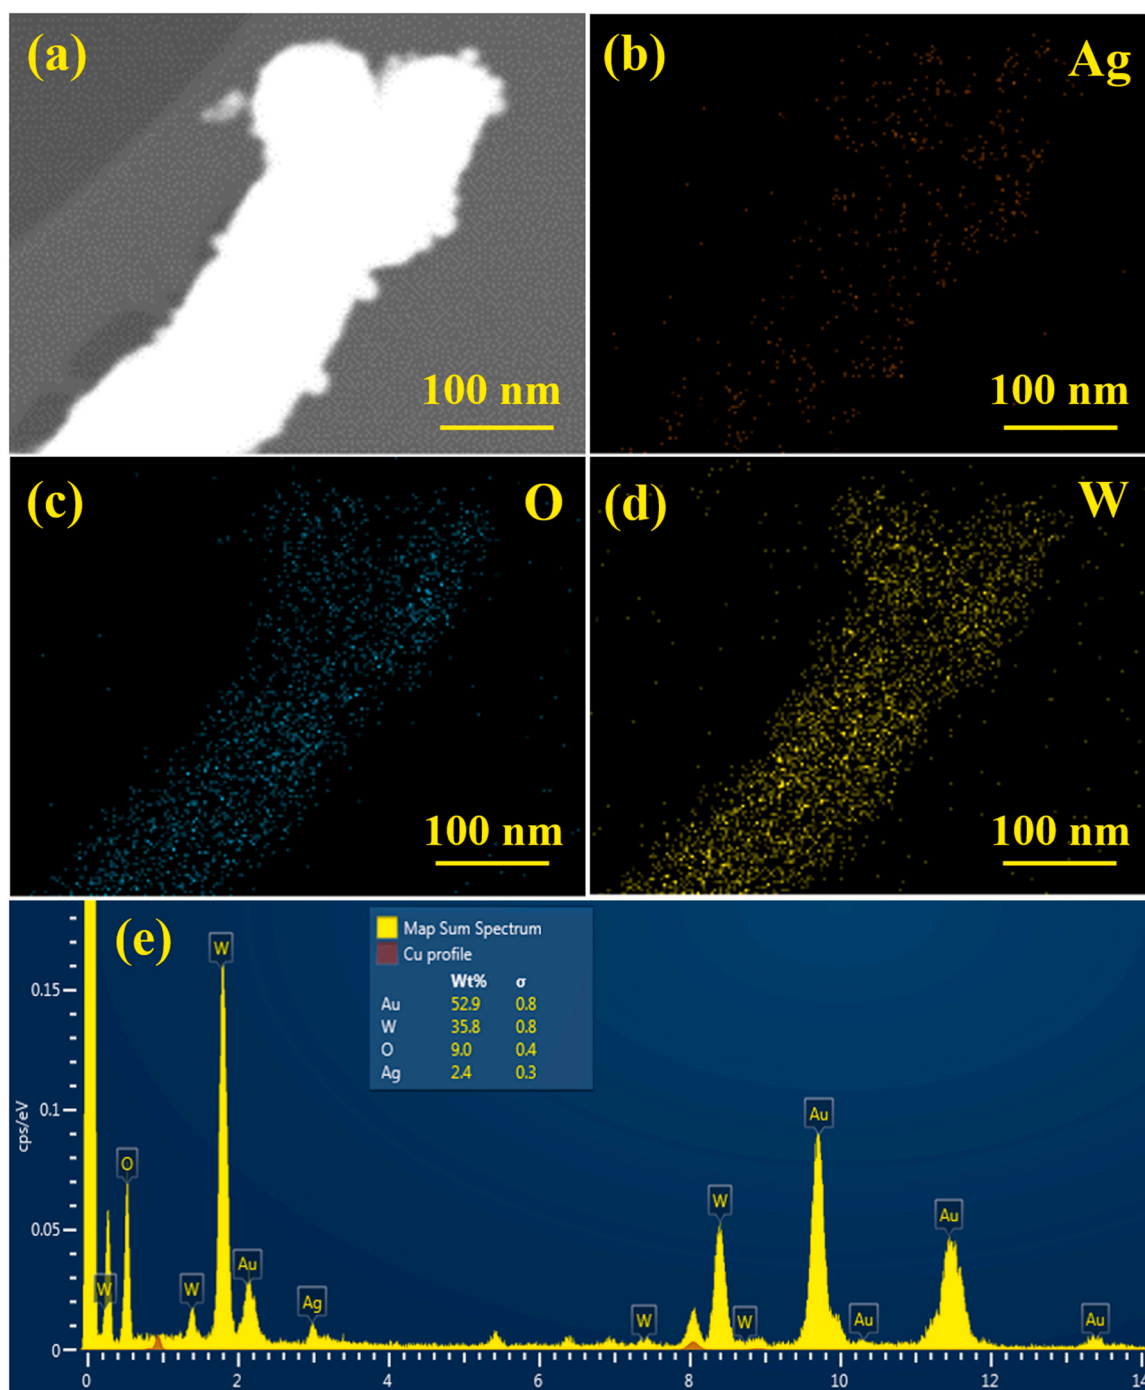 (a)
100 nm
(b)
Ag
100 nm
(c)
O
100 nm
(d)
W
100 nm
(e)
Map Sum Spectrum
Cu profile
Wt% σ
Au 52.9 0.8
W 35.8 0.8
O 9.0 0.4
Ag 2.4 0.3
cps/eV
0.15
0.1
0.05
0
W
O
W
W
Au
Ag
W
W
W
Au
Au
Au
Au
0 2 4 6 8 10 12 14